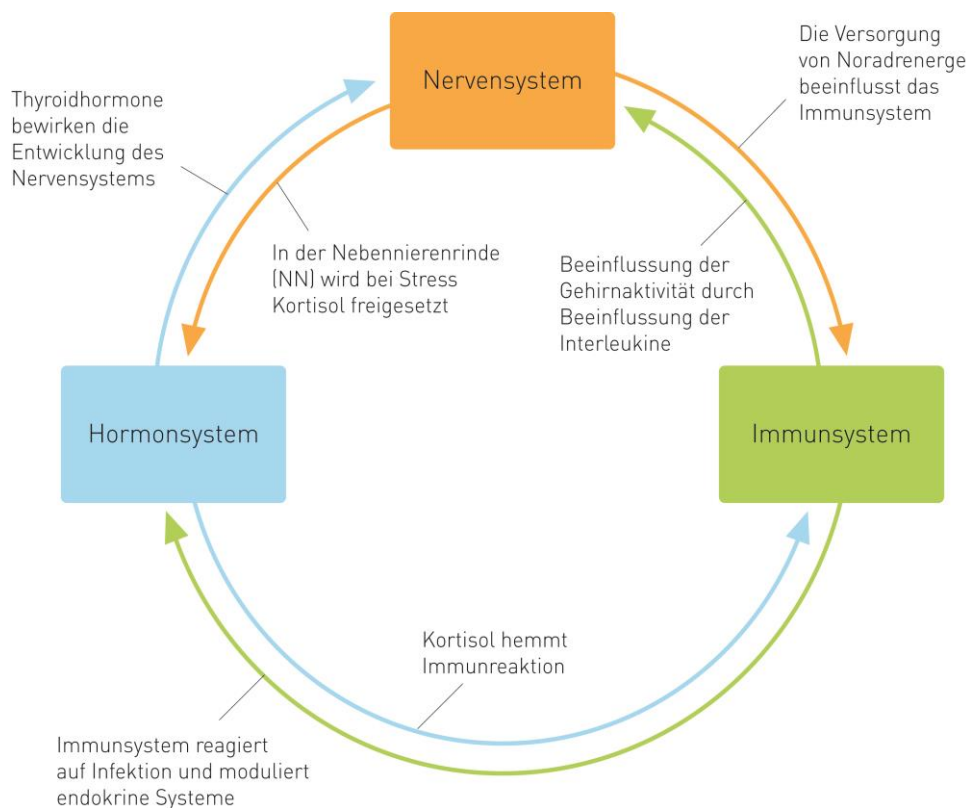 Nervensystem
Die Versorgung
von Noradrenerge
beeinflusst das
Immunsystem
Thyroidhormone
bewirken die
Entwicklung des
Nervensystems
In der Nebennierenrinde
(NN) wird bei Stress
Kortisol freigesetzt
Beeinflussung der
Gehirnaktivität durch
Beeinflussung der
Interleukine
Hormonsystem
Immunsystem
Kortisol hemmt
Immunreaktion
Immunsystem reagiert
auf Infektion und moduliert
endokrine Systeme